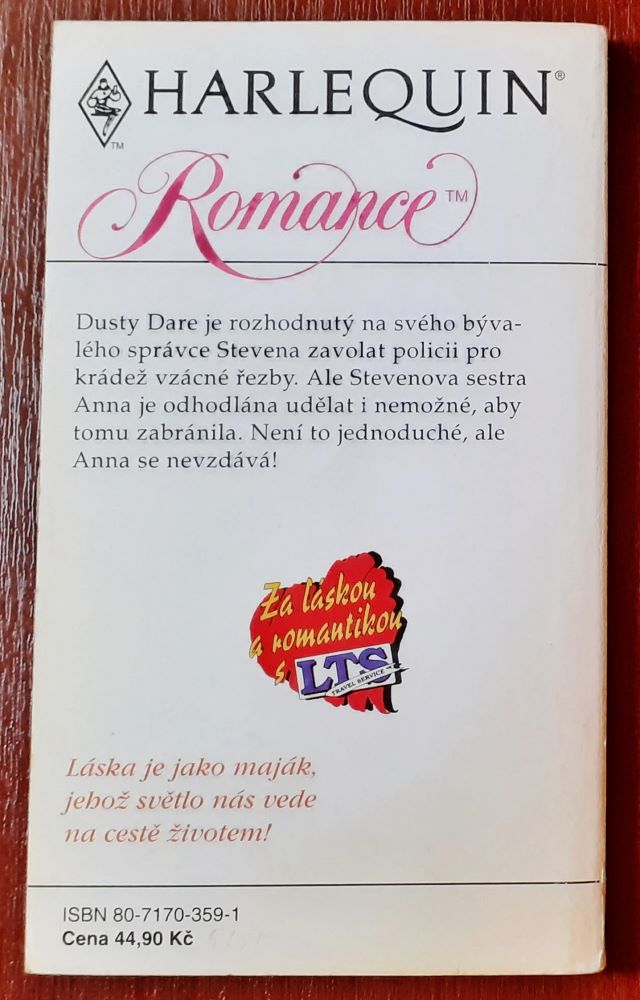 HARLEQUIN®
™
Romance™
Dusty Dare je rozhodnutý na svého býva-
lého správce Stevena zavolat policii pro
krádež vzácné řezby. Ale Stevenova sestra
Anna je odhodlána udělat i nemožné, aby
tomu zabránila. Není to jednoduché, ale
Anna se nevzdává!
Za láskou
a romantikou
s LTS
TRAVEL SERVICE
Láska je jako maják,
jehož světlo nás vede
na cestě životem!
ISBN 80-7170-359-1
Cena 44,90 Kč